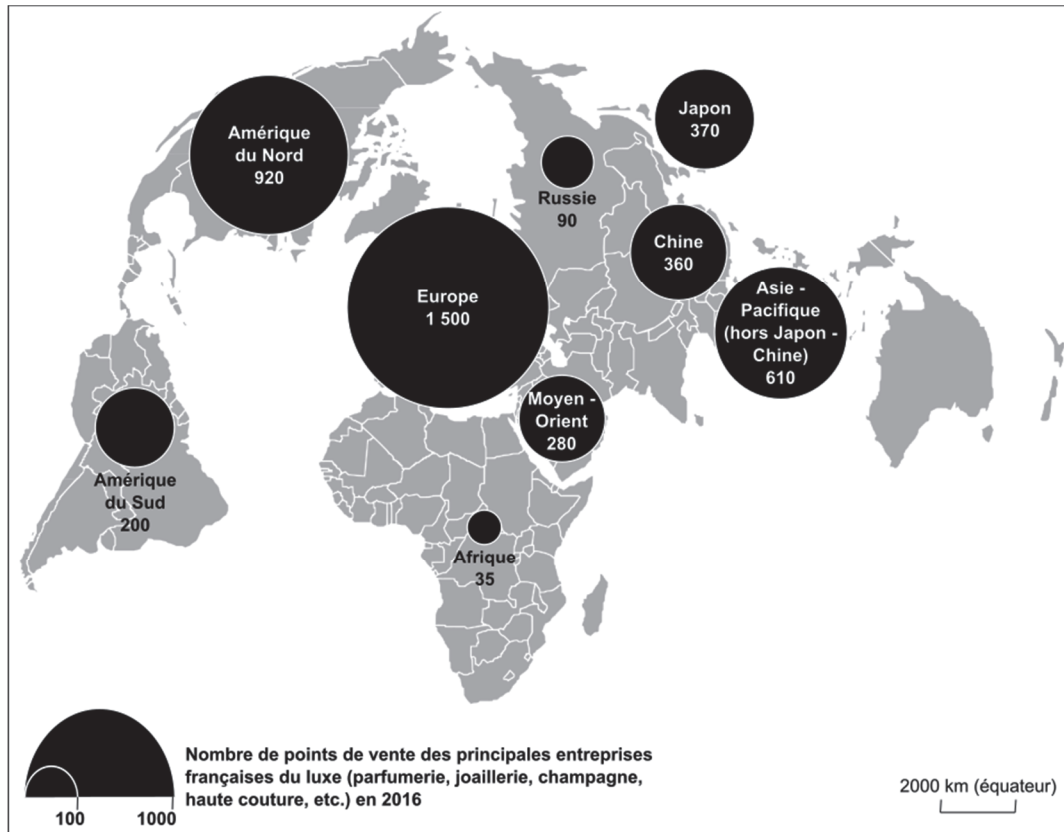 Amérique
du Nord
920
Japon
370
Russie
90
Chine
360
Europe
1 500
Asie -
Pacifique
(hors Japon -
Chine)
610
Moyen -
Orient
280
Amérique
du Sud
200
Afrique
35
Nombre de points de vente des principales entreprises
françaises du luxe (parfumerie, joaillerie, champagne,
haute couture, etc.) en 2016
100 1000
2000 km (équateur)